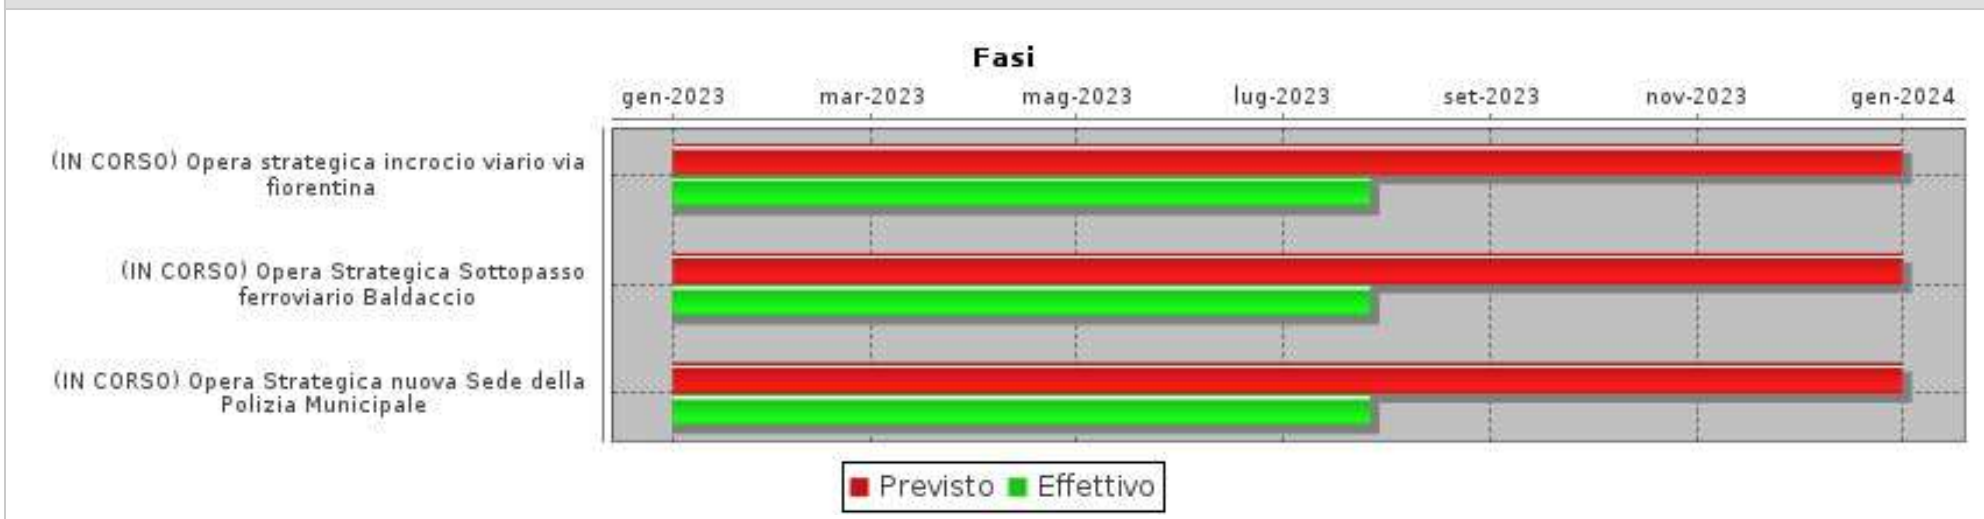 Fasi
gen-2023 mar-2023 mag-2023 lug-2023 set-2023 nov-2023 gen-2024
(IN CORSO) Opera strategica incrocio viario via
fiorentina
(IN CORSO) Opera Strategica Sottopasso
ferroviario Baldaccio
(IN CORSO) Opera Strategica nuova Sede della
Polizia Municipale
Previsto Effettivo